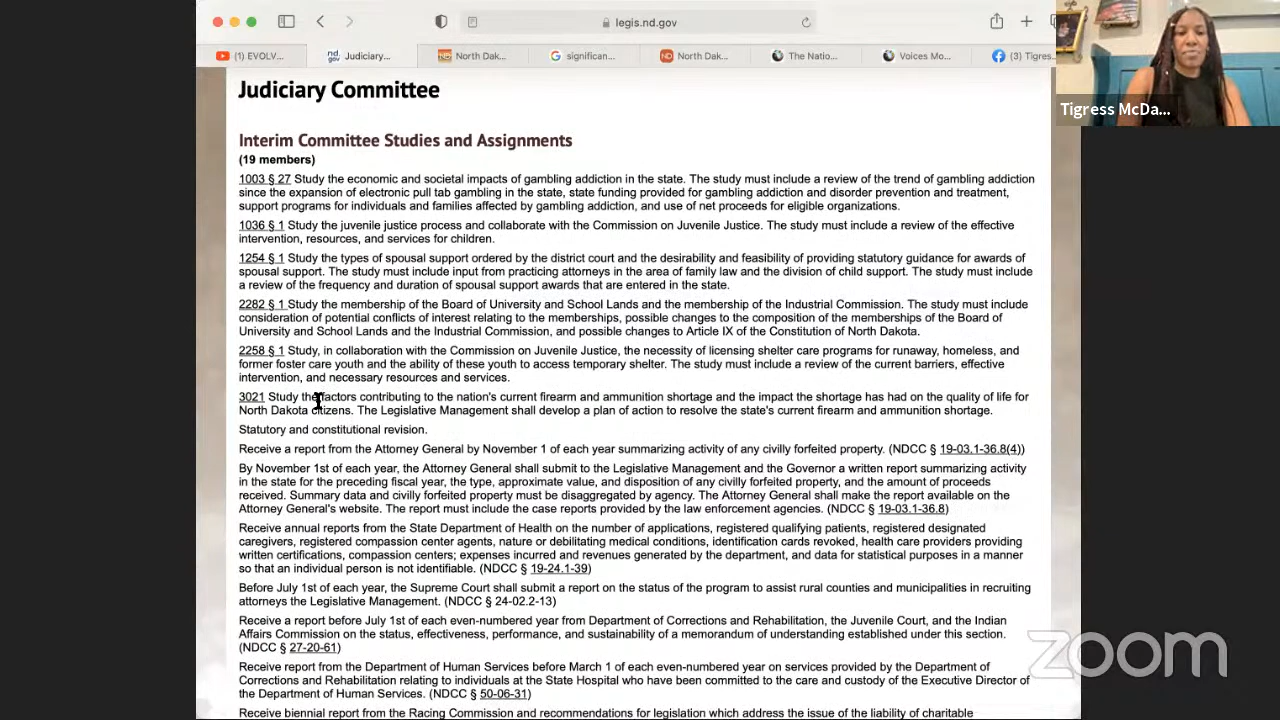 legis.nd.gov
(1) EVOLV...
nd.
gov
Judiciary...
North Dak...
significan...
North Dak...
The Natio...
Voices Mo...
(3) Tigres...
Tigress McDa...
Judiciary Committee
Interim Committee Studies and Assignments
(19 members)
1003 § 27 Study the economic and societal impacts of gambling addiction in the state. The study must include a review of the trend of gambling addiction
since the expansion of electronic pull tab gambling in the state, state funding provided for gambling addiction and disorder prevention and treatment,
support programs for individuals and families affected by gambling addiction, and use of net proceeds for eligible organizations.
1036 § 1 Study the juvenile justice process and collaborate with the Commission on Juvenile Justice. The study must include a review of the effective
intervention, resources, and services for children.
1254 § 1 Study the types of spousal support ordered by the district court and the desirability and feasibility of providing statutory guidance for awards of
spousal support. The study must include input from practicing attorneys in the area of family law and the division of child support. The study must include
a review of the frequency and duration of spousal support awards that are entered in the state.
2282 § 1 Study the membership of the Board of University and School Lands and the membership of the Industrial Commission. The study must include
consideration of potential conflicts of interest relating to the memberships, possible changes to the composition of the memberships of the Board of
University and School Lands and the Industrial Commission, and possible changes to Article IX of the Constitution of North Dakota.
2258 § 1 Study, in collaboration with the Commission on Juvenile Justice, the necessity of licensing shelter care programs for runaway, homeless, and
former foster care youth and the ability of these youth to access temporary shelter. The study must include a review of the current barriers, effective
intervention, and necessary resources and services.
3021 Study the factors contributing to the nation's current firearm and ammunition shortage and the impact the shortage has had on the quality of life for
North Dakota citizens. The Legislative Management shall develop a plan of action to resolve the state's current firearm and ammunition shortage.
Statutory and constitutional revision.
Receive a report from the Attorney General by November 1 of each year summarizing activity of any civilly forfeited property. (NDCC § 19-03.1-36.8(4))
By November 1st of each year, the Attorney General shall submit to the Legislative Management and the Governor a written report summarizing activity
in the state for the preceding fiscal year, the type, approximate value, and disposition of any civilly forfeited property, and the amount of proceeds
received. Summary data and civilly forfeited property must be disaggregated by agency. The Attorney General shall make the report available on the
Attorney General's website. The report must include the case reports provided by the law enforcement agencies. (NDCC § 19-03.1-36.8)
Receive annual reports from the State Department of Health on the number of applications, registered qualifying patients, registered designated
caregivers, registered compassion center agents, nature or debilitating medical conditions, identification cards revoked, health care providers providing
written certifications, compassion centers; expenses incurred and revenues generated by the department, and data for statistical purposes in a manner
so that an individual person is not identifiable. (NDCC § 19-24.1-39)
Before July 1st of each year, the Supreme Court shall submit a report on the status of the program to assist rural counties and municipalities in recruiting
attorneys the Legislative Management. (NDCC § 24-02.2-13)
Receive a report before July 1st of each even-numbered year from Department of Corrections and Rehabilitation, the Juvenile Court, and the Indian
Affairs Commission on the status, effectiveness, performance, and sustainability of a memorandum of understanding established under this section.
(NDCC § 27-20-61)
Receive report from the Department of Human Services before March 1 of each even-numbered year on services provided by the Department of
Corrections and Rehabilitation relating to individuals at the State Hospital who have been committed to the care and custody of the Executive Director of
the Department of Human Services. (NDCC § 50-06-31)
Receive biennial report from the Racing Commission and recommendations for legislation which address the issue of the liability of charitable
zoom